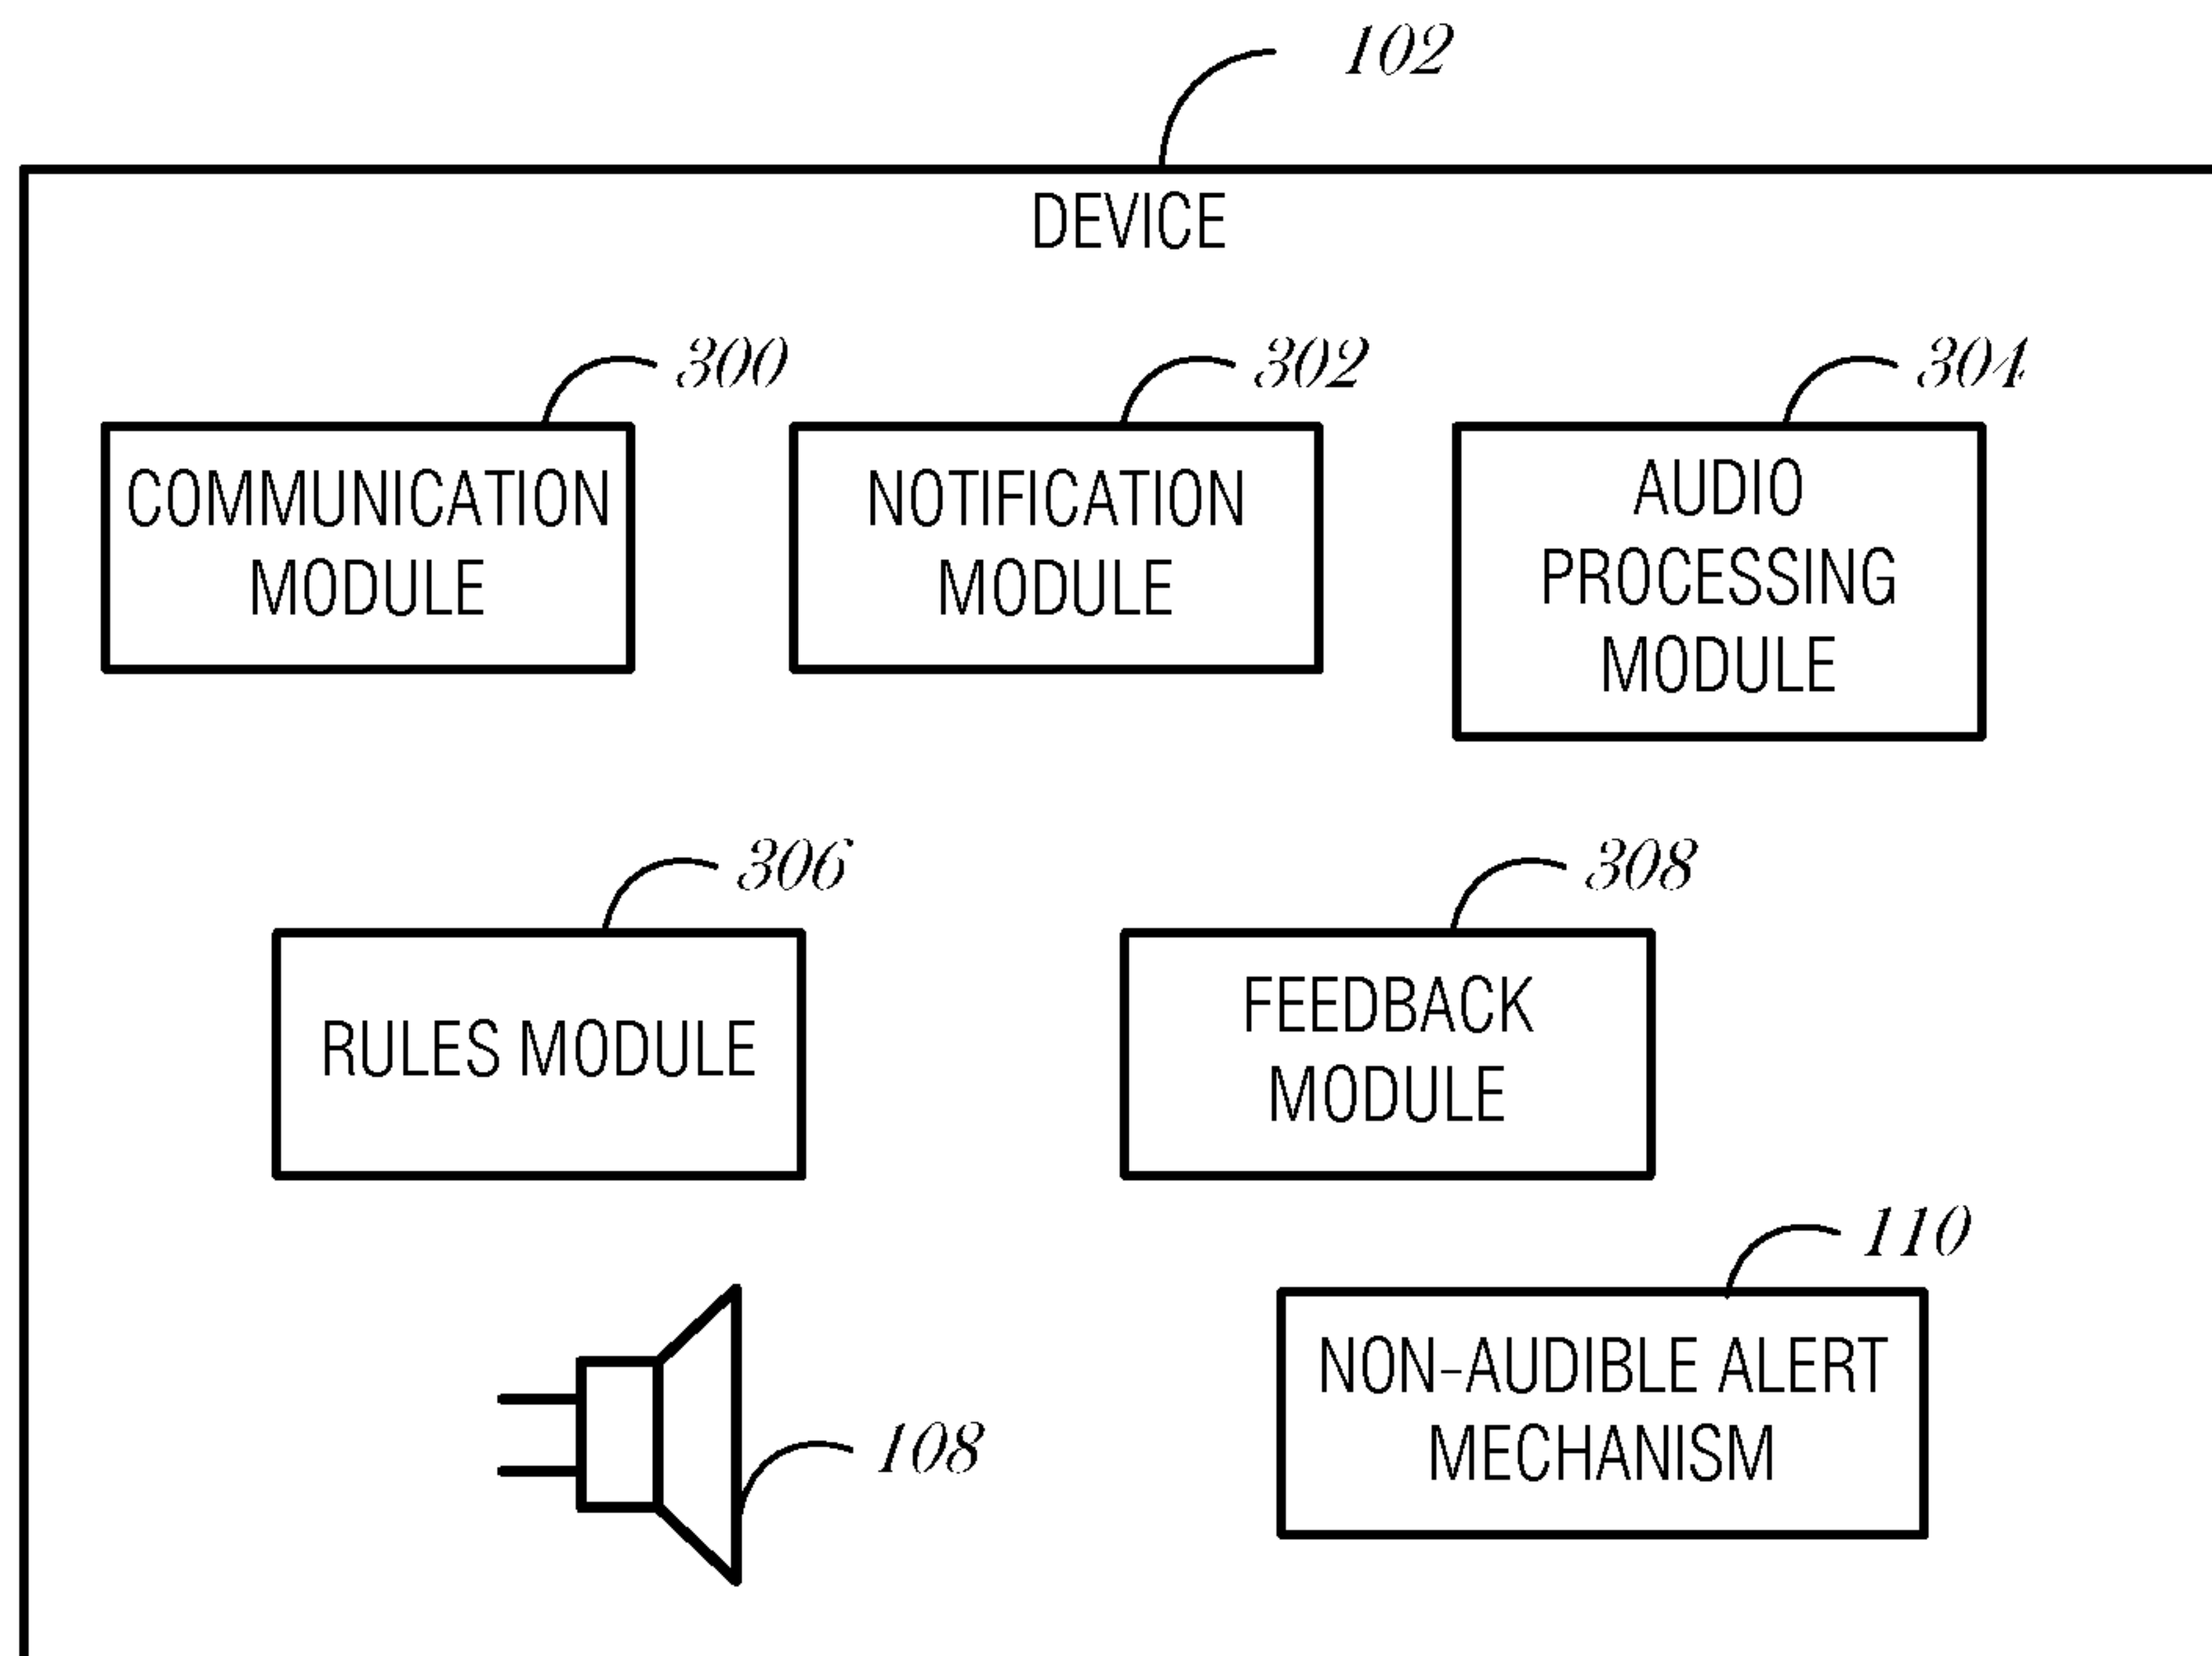 102
DEVICE
300
302
304
COMMUNICATION
MODULE
NOTIFICATION
MODULE
AUDIO
PROCESSING
MODULE
306
308
RULES MODULE
FEEDBACK
MODULE
110
NON-AUDIBLE ALERT
MECHANISM
108